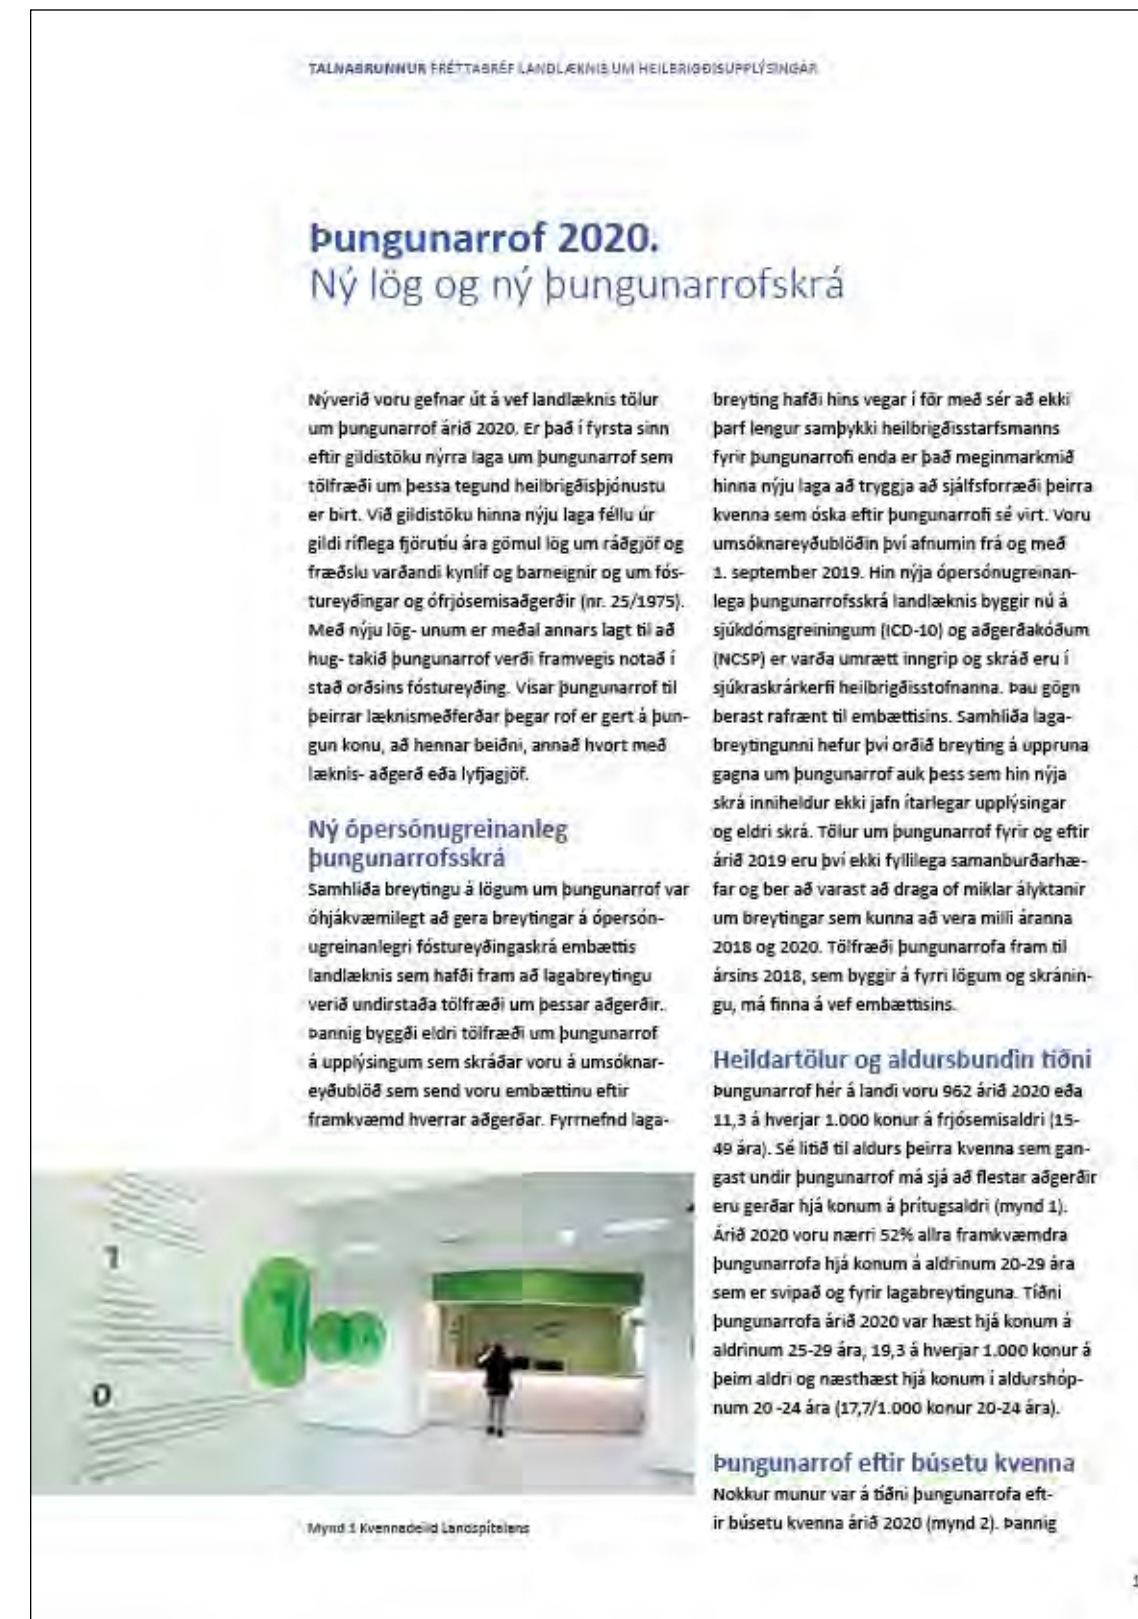 TALNABRUNNUR FRÉTTABRÉF LANDLÆKNIS UM HEILBRIGÐISUPPLÝSINGAR
Þungunarrof 2020.
Ný lög og ný þungunarrofskrá
Nýverið voru gefnar út á vef landlæknis tölur
um þungunarrof árið 2020. Er það í fyrsta sinn
eftir gildistöku nýrra laga um þungunarrof sem
tölfræði um þessa tegund heilbrigðisþjónustu
er birt. Við gildistöku hinna nýju laga féllu úr
gildi ríflega fjörutíu ára gömul lög um ráðgjöf og
fræðslu varðandi kynlíf og barneignir og um fós-
tureyðingar og ófrjósemisaðgerðir (nr. 25/1975).
Með nýju lög- unum er meðal annars lagt til að
hug- takið þungunarrof verði framvegis notað í
stað orðsins fóstureyðing. Vísar þungunarrof til
þeirrar læknismeðferðar þegar rof er gert á þun-
gun konu, að hennar beiðni, annað hvort með
læknis- aðgerð eða lyfjagjöf.
Ný ópersónugreinanleg
þungunarrofsskrá
Samhliða breytingu á lögum um þungunarrof var
óhjákvæmilegt að gera breytingar á ópersón-
ugreinanlegri fóstureyðingaskrá embættis
landlæknis sem hafði fram að lagabreytingu
verið undirstaða tölfræði um þessar aðgerðir.
Þannig byggði eldri tölfræði um þungunarrof
á upplýsingum sem skráðar voru á umsóknar-
eyðublöð sem send voru embættinu eftir
framkvæmd hverrar aðgerðar. Fyrrnefnd laga-
1
0
Mynd 1 Kvennadeild Landspítalans
breyting hafði hins vegar í för með sér að ekki
þarf lengur samþykki heilbrigðisstarfsmanns
fyrir þungunarrofi enda er það meginmarkmið
hinna nýju laga að tryggja að sjálfsforræði þeirra
kvenna sem óska eftir þungunarrofi sé virt. Voru
umsóknareyðublöðin því afnumin frá og með
1. september 2019. Hin nýja ópersónugreinan-
lega þungunarrofsskrá landlæknis byggir nú á
sjúkdómsgreiningum (ICD-10) og aðgerðakóðum
(NCSP) er varða umrætt inngrip og skráð eru í
sjúkraskrárkerfi heilbrigðisstofnanna. Þau gögn
berast rafrænt til embættisins. Samhliða laga-
breytingunni hefur því orðið breyting á uppruna
gagna um þungunarrof auk þess sem hin nýja
skrá inniheldur ekki jafn ítarlegar upplýsingar
og eldri skrá. Tölur um þungunarrof fyrir og eftir
árið 2019 eru því ekki fyllilega samanburðarhæ-
far og ber að varast að draga of miklar ályktanir
um breytingar sem kunna að vera milli áranna
2018 og 2020. Tölfræði þungunarrofa fram til
ársins 2018, sem byggir á fyrri lögum og skránin-
gu, má finna á vef embættisins.
Heildartölur og aldursbundin tíðni
Þungunarrof hér á landi voru 962 árið 2020 eða
11,3 á hverjar 1.000 konur á frjósemisaldri (15-
49 ára). Sé litið til aldurs þeirra kvenna sem gan-
gast undir þungunarrof má sjá að flestar aðgerðir
eru gerðar hjá konum á þrítugsaldri (mynd 1).
Árið 2020 voru nærri 52% allra framkvæmdra
þungunarrofa hjá konum á aldrinum 20-29 ára
sem er svipað og fyrir lagabreytinguna. Tíðni
þungunarrofa árið 2020 var hæst hjá konum á
aldrinum 25-29 ára, 19,3 á hverjar 1.000 konur á
þeim aldri og næsthæst hjá konum í aldurshóp-
num 20 -24 ára (17,7/1.000 konur 20-24 ára).
Þungunarrof eftir búsetu kvenna
Nokkur munur var á tíðni þungunarrofa eft-
ir búsetu kvenna árið 2020 (mynd 2). Þannig
1